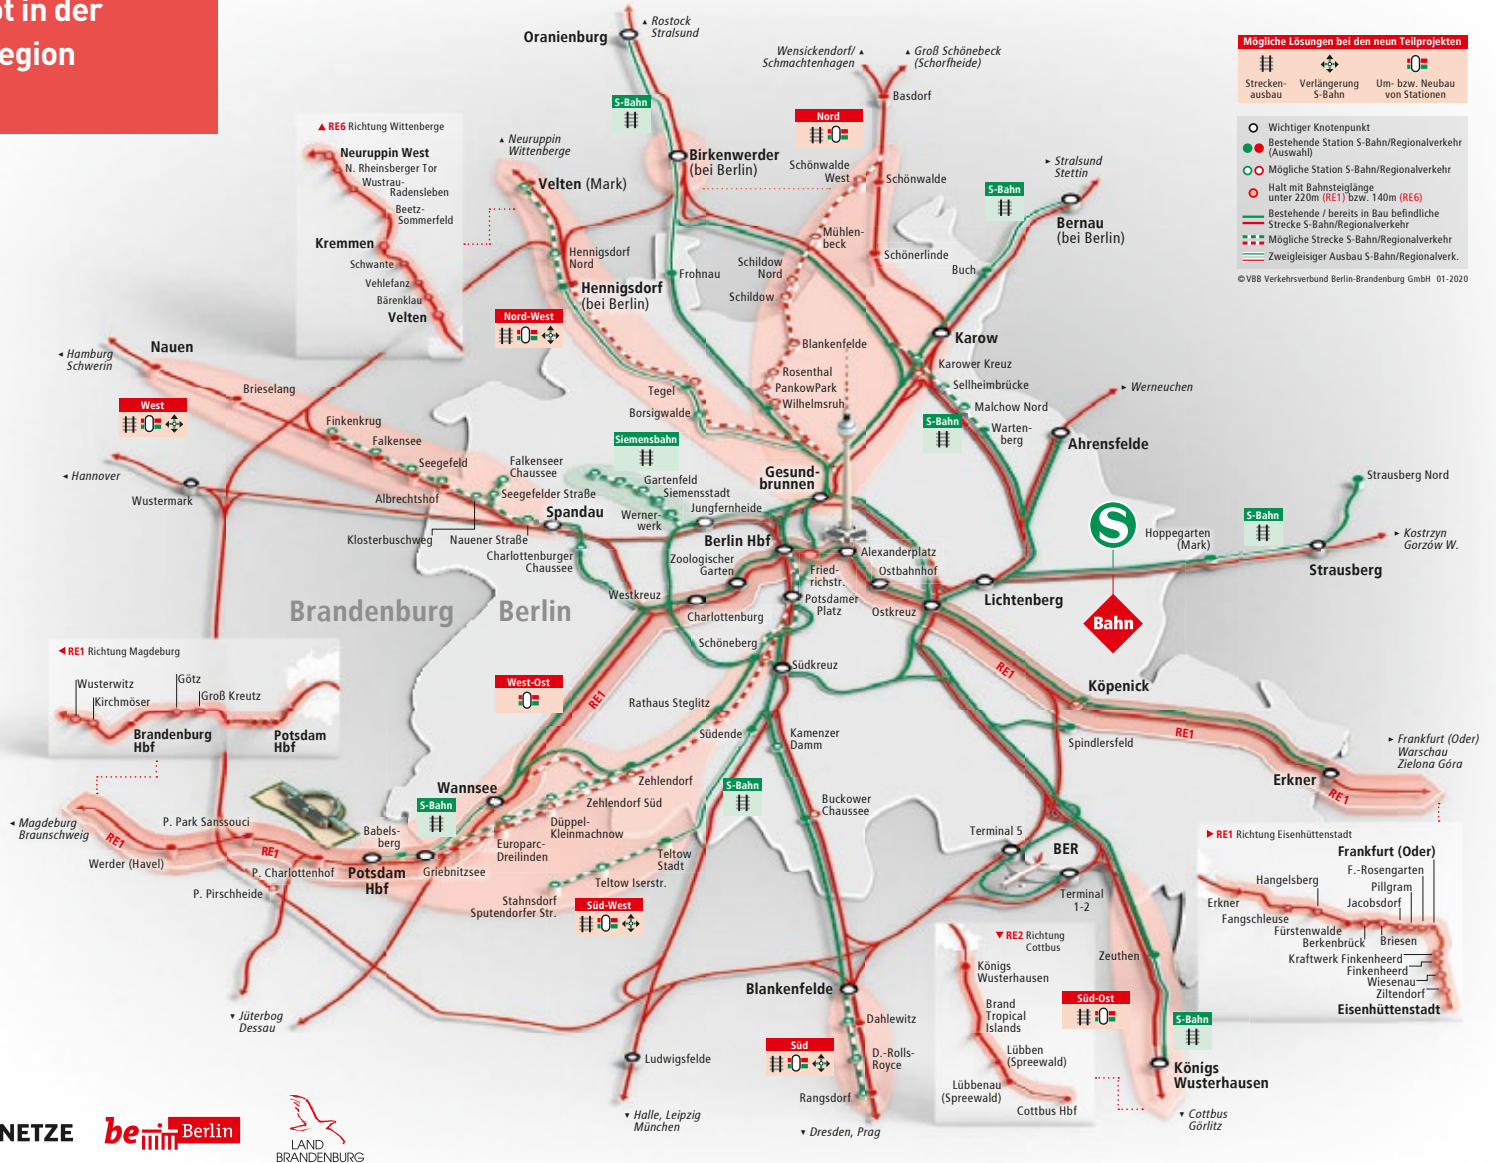 in der
egion
Oranienburg
Rostock
Stralsund
Wensickendorf/
Schmachtenhagen
Groß Schönebeck
(Schorfheide)
Basdorf
Mögliche Lösungen bei den neun Teilprojekten
Strecken-
ausbau
Verlängerung
S-Bahn
Um- bzw. Neubau
von Stationen
Wichtiger Knotenpunkt
Bestehende Station S-Bahn/Regionalverkehr
(Auswahl)
Mögliche Station S-Bahn/Regionalverkehr
Halt mit Bahnsteiglänge
unter 220m (RE1) bzw. 140m (RE6)
Bestehende / bereits in Bau befindliche
Strecke S-Bahn/Regionalverkehr
Mögliche Strecke S-Bahn/Regionalverkehr
Zweigleisiger Ausbau S-Bahn/Regionalverk.
© VBB Verkehrsverbund Berlin-Brandenburg GmbH 01-2020
S-Bahn
Nord
RE6 Richtung Wittenberge
Neuruppin West
N. Rheinsberger Tor
Wustrau-
Radensleben
Beetz-
Sommerfeld
Kremmen
Schwante
Vehlefanz
Bärenklau
Velten
Neuruppin
Wittenberge
Velten (Mark)
Birkenwerder
(bei Berlin)
Schönwalde
West
Schönwalde
Stralsund
Stettin
S-Bahn
Bernau
(bei Berlin)
Mühlen-
beck
Schönerlinde
Buch
Hennigsdorf
Nord
Hennigsdorf
(bei Berlin)
Frohnau
Schildow
Nord
Schildow
Nord-West
Blankenfelde
Karow
Karower Kreuz
Rosenthal
PankowPark
Wilhelmsruh
Sellheimbrücke
Malchow Nord
Warten-
berg
S-Bahn
Werneuchen
Ahrensfelde
Hamburg
Schwerin
Nauen
Brieselang
West
Finkenkrug
Falkensee
Seegefeld
Albrechtshof
Tegel
Borsigwalde
Siemensbahn
Gartenfeld
Siemensstadt
Werner-
werk
Jungfernheide
Gesund-
brunnen
Falkenseer
Chaussee
Seegefelder Straße
Spandau
Hannover
Wustermark
Klosterbuschweg
Nauener Straße
Charlottenburger
Chaussee
Berlin Hbf
Zoologischer
Garten
Westkreuz
Charlottenburg
Fried-
richstr.
Alexanderplatz
Potsdamer
Platz
Ostbahnhof
Ostkreuz
Lichtenberg
S
Bahn
Hoppegarten
(Mark)
S-Bahn
Strausberg Nord
Strausberg
Kostrzyn
Gorzów W.
Brandenburg
Berlin
Schöneberg
Südkreuz
RE1 Richtung Magdeburg
Wusterwitz
Kirchmöser
Götz
Groß Kreutz
Brandenburg
Hbf
Potsdam
Hbf
West-Ost
RE1
Rathaus Steglitz
Südende
Kamenzer
Damm
RE1
Köpenick
RE1
Spindlersfeld
Erkner
RE1
Frankfurt (Oder)
Warschau
Zielona Góra
Wannsee
S-Bahn
Zehlendorf
Zehlendorf Süd
Düppel-
Kleinmachnow
Europarc-
Dreilinden
S-Bahn
Buckower
Chaussee
Teltow
Stadt
Teltow Iserstr.
Stahnsdorf
Sputendorfer Str.
Süd-West
Magdeburg
Braunschweig
RE1
Werder (Havel)
P. Park Sanssouci
RE1
P. Charlottenhof
P. Pirschheide
Babels-
berg
Potsdam
Hbf
Griebnitzsee
Terminal 5
BER
Terminal
1-2
Zeuthen
RE1 Richtung Eisenhüttenstadt
Frankfurt (Oder)
F.-Rosengarten
Hangelsberg
Pillgram
Erkner
Jacobsdorf
Fangschleuse
Fürstenwalde
Berkenbrück
Briesen
Kraftwerk Finkenheerd
Finkenheerd
Wiesenau
Ziltendorf
Eisenhüttenstadt
RE2 Richtung
Cottbus
Königs
Wusterhausen
Brand
Tropical
Islands
Lübben
(Spreewald)
Lübbenau
(Spreewald)
Cottbus Hbf
Süd-Ost
S-Bahn
Königs
Wusterhausen
Cottbus
Görlitz
Blankenfelde
Dahlewitz
D.-Rolls-
Royce
Rangsdorf
Süd
Dresden, Prag
Ludwigsfelde
Halle, Leipzig
München
Jüterbog
Dessau
NETZE
be Berlin
LAND
BRANDENBURG